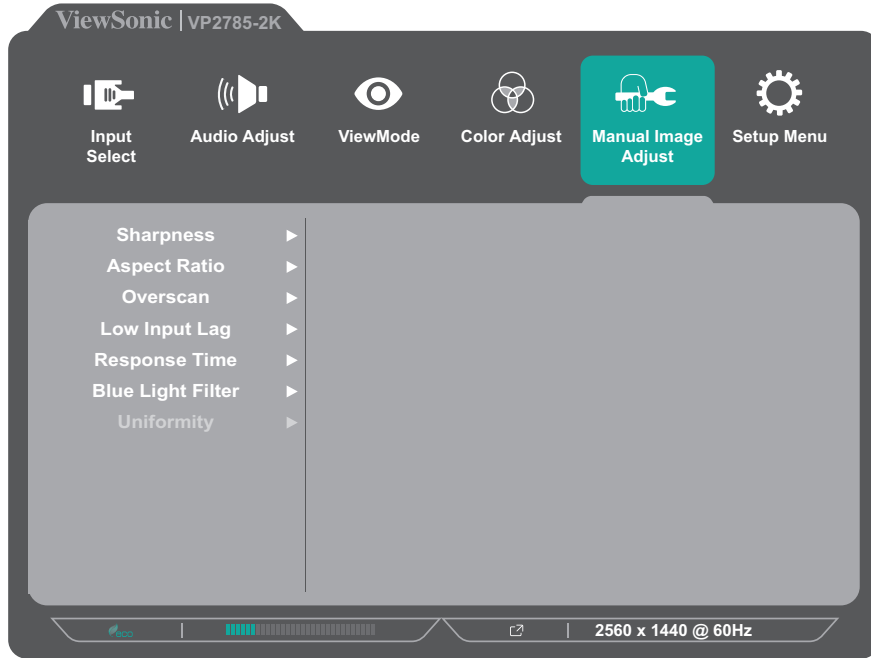 ViewSonic | VP2785-2K
Input Select
Audio Adjust
ViewMode
Color Adjust
Manual Image Adjust
Setup Menu
Sharpness
Aspect Ratio
Overscan
Low Input Lag
Response Time
Blue Light Filter
Uniformity
eco
2560 x 1440 @ 60Hz